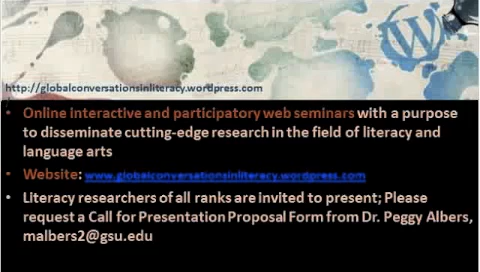 http://globalconversationsinliteracy.wordpress.com
• Online interactive and participatory web seminars with a purpose
to disseminate cutting-edge research in the field of literacy and
language arts
• Website: www.globalconversationsinliteracy.wordpress.com
• Literacy researchers of all ranks are invited to present; Please
request a Call for Presentation Proposal Form from Dr. Peggy Albers,
malbers2@gsu.edu